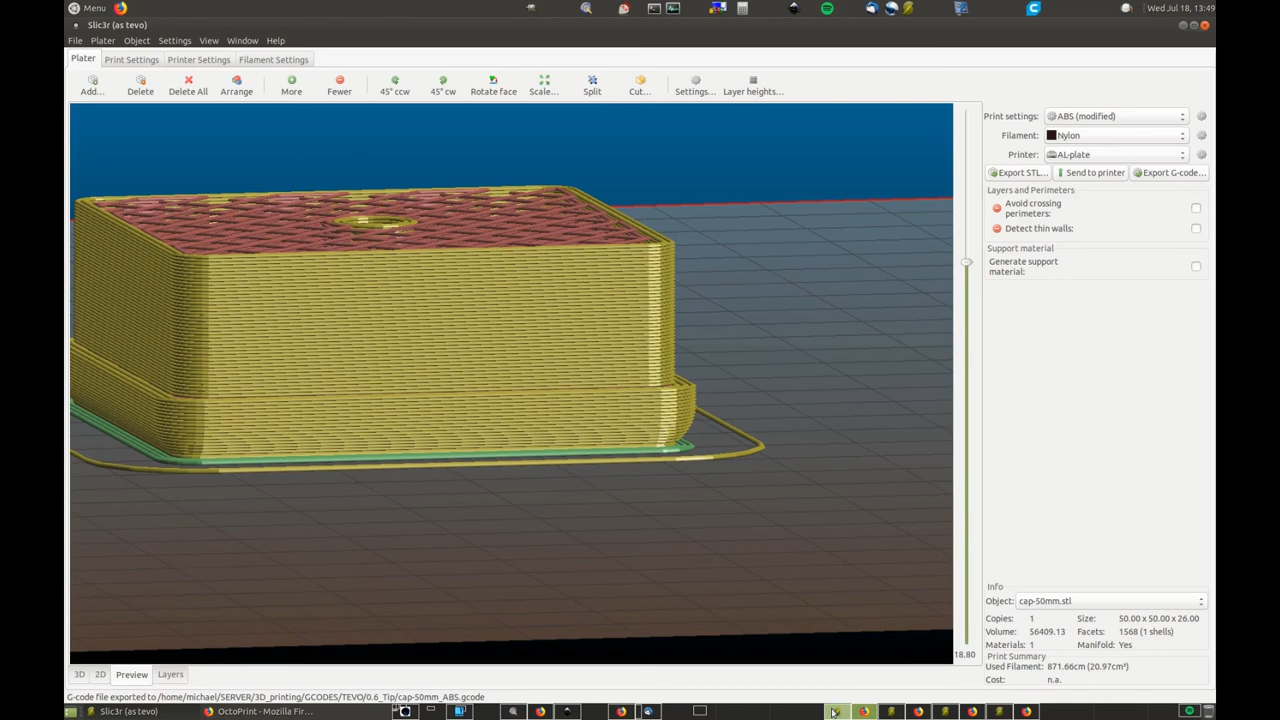 Menu
Wed Jul 18, 13:49
Slic3r (as tevo)
File Plater Object Settings View Window Help
Plater Print Settings Printer Settings Filament Settings
Add... Delete Delete All Arrange More Fewer 45° ccw 45° cw Rotate face Scale... Split Cut... Settings... Layer heights...
Print settings: ABS (modified)
Filament: Nylon
Printer: AL-plate
Export STL... Send to printer Export G-code...
Layers and Perimeters
Avoid crossing
perimeters:
Detect thin walls:
Support material
Generate support
material:
Info
Object: cap-50mm.stl
Copies: 1 Size: 50.00 x 50.00 x 26.00
Volume: 56409.13 Facets: 1568 (1 shells)
Materials: 1 Manifold: Yes
Print Summary
Used Filament: 871.66cm (20.97cm³)
Cost: n.a.
18.80
3D 2D Preview Layers
G-code file exported to /home/michael/SERVER/3D_printing/GCODES/TEVO/0.6_Tip/cap-50mm_ABS.gcode
Slic3r (as tevo) OctoPrint - Mozilla Fir...